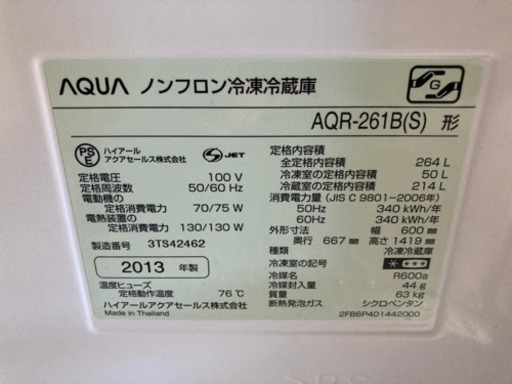 AQUA ノンフロン冷凍冷蔵庫
G
AQR-261B(S) 形
PS E ハイアール アクアセールス株式会社 S JET
定格電圧 100 V
定格周波数 50/60 Hz
電動機の
定格消費電力 70/75 W
電熱装置の
定格消費電力 130/130 W
製造番号 3TS42462
2013 年製
温度ヒューズ
定格動作温度 76℃
ハイアールアクアセールス株式会社
Made in Thailand
定格内容積
全定格内容積 264 L
冷凍室の定格内容積 50 L
冷蔵室の定格内容積 214 L
消費電力量 (JIS C 9801-2006年)
50Hz 340 kWh/年
60Hz 340 kWh/年
外形寸法 幅 600 mm
奥行 667 mm 高さ 1419 mm
種類 冷凍冷蔵庫
冷凍室の記号 * ***
冷媒 R600a
冷媒封入量 44 g
質量 63 kg
断熱発泡ガス シクロペンタン
2FB6P401442000